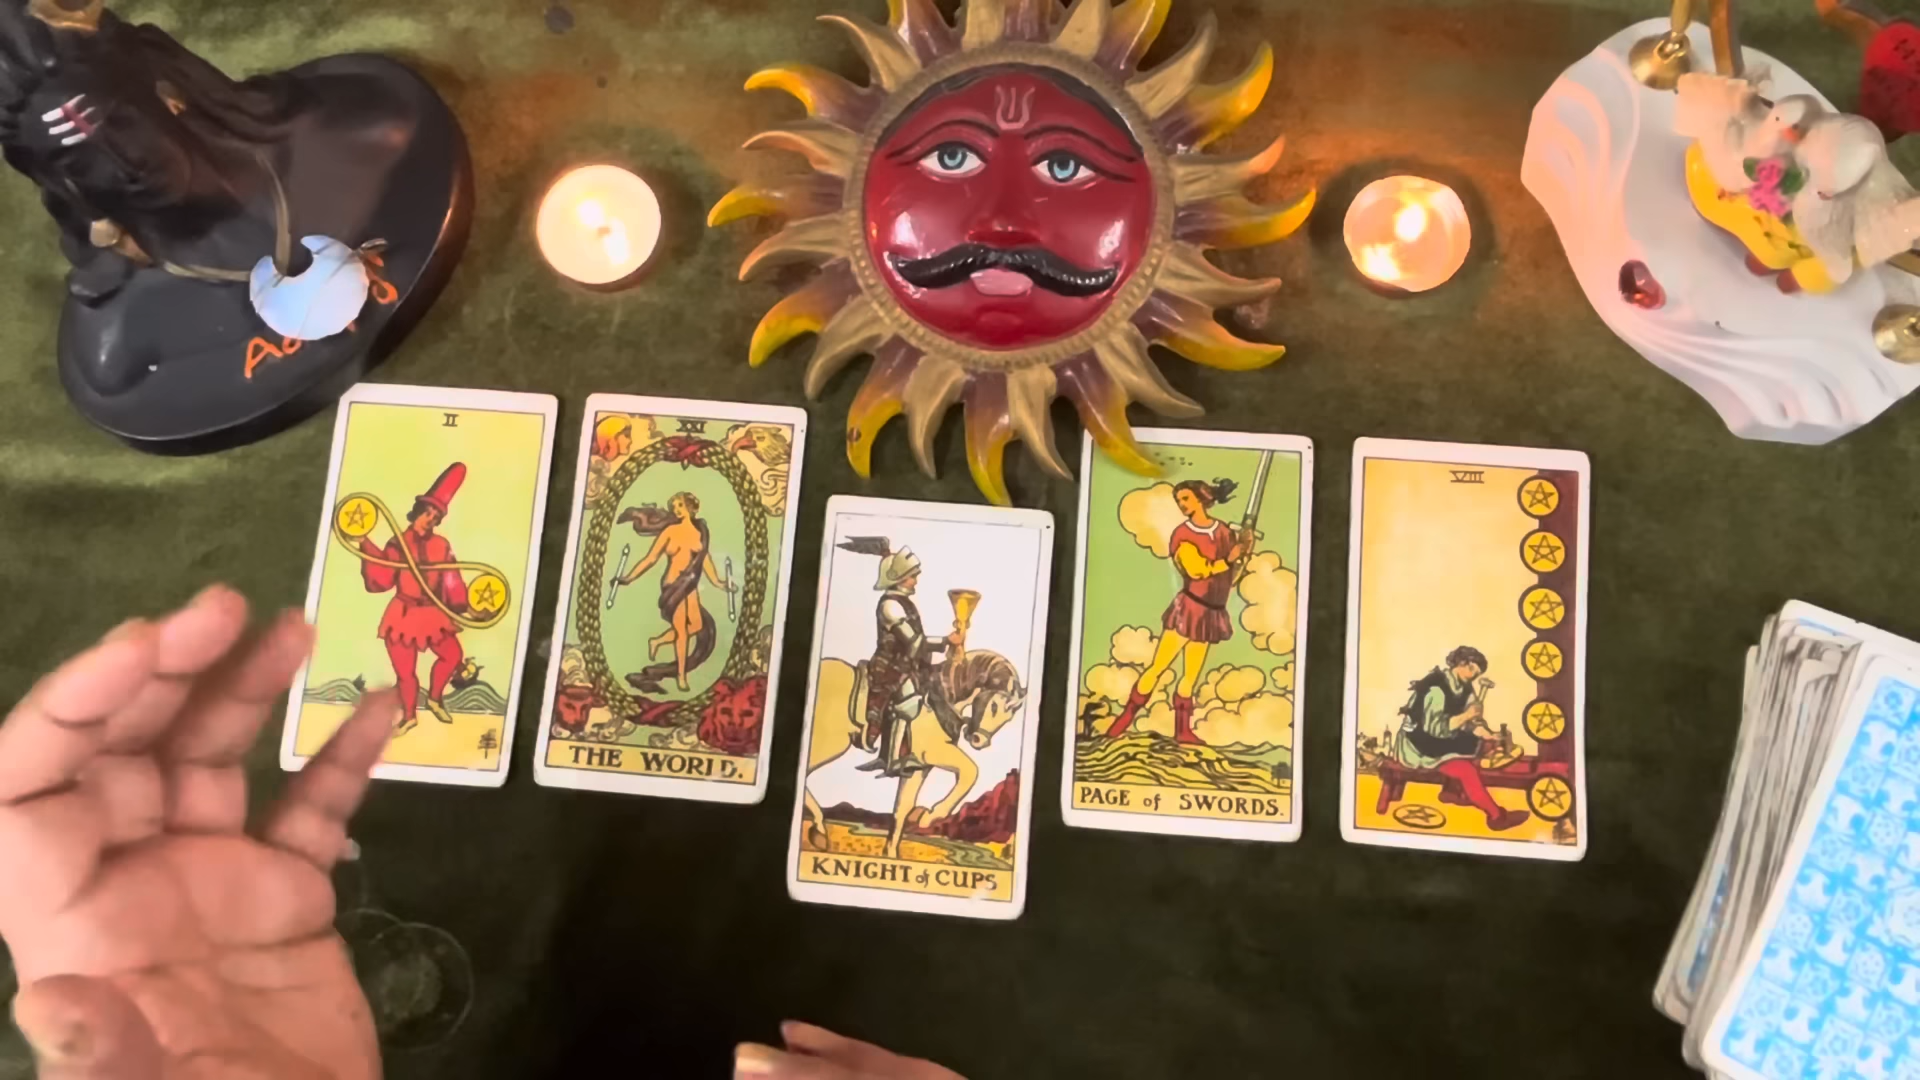 II
XXI
THE WORLD.
KNIGHT of CUPS
PAGE of SWORDS.
VIII